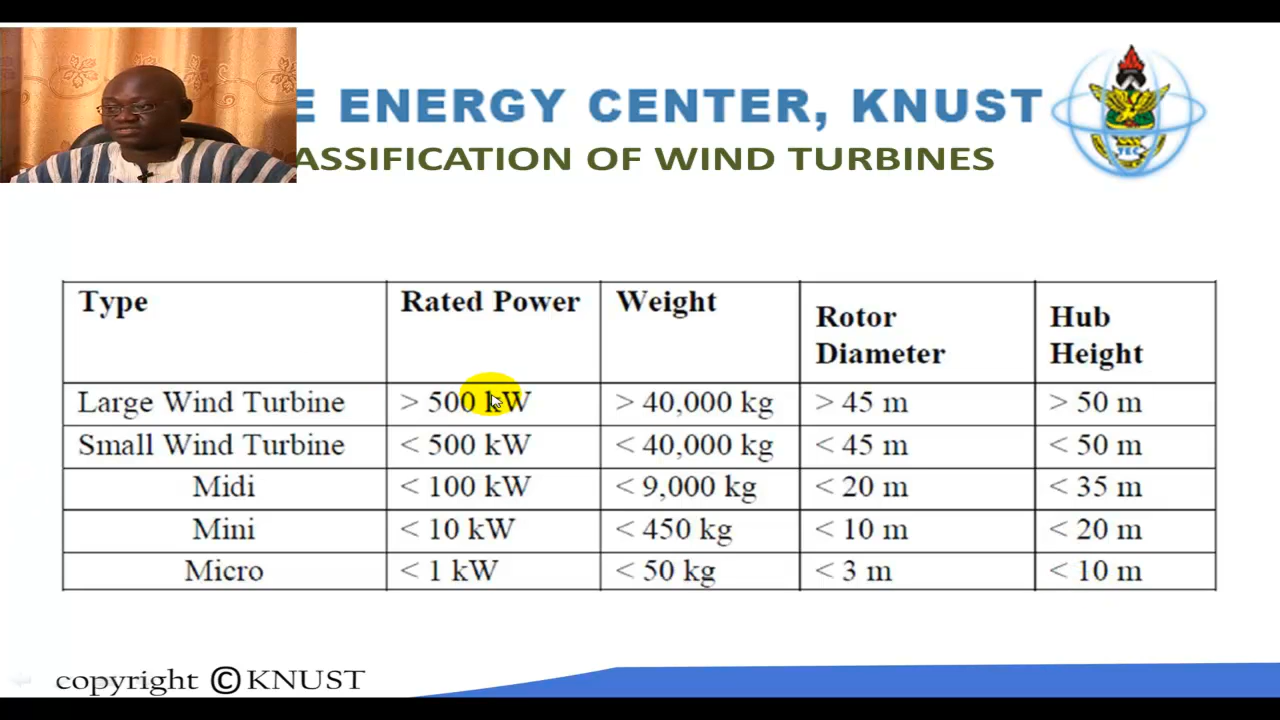 E ENERGY CENTER, KNUST
ASSIFICATION OF WIND TURBINES
TEC
Type Rated Power Weight Rotor Diameter Hub Height
Large Wind Turbine > 500 kW > 40,000 kg > 45 m > 50 m
Small Wind Turbine < 500 kW < 40,000 kg < 45 m < 50 m
Midi < 100 kW < 9,000 kg < 20 m < 35 m
Mini < 10 kW < 450 kg < 10 m < 20 m
Micro < 1 kW < 50 kg < 3 m < 10 m
copyright ©KNUST